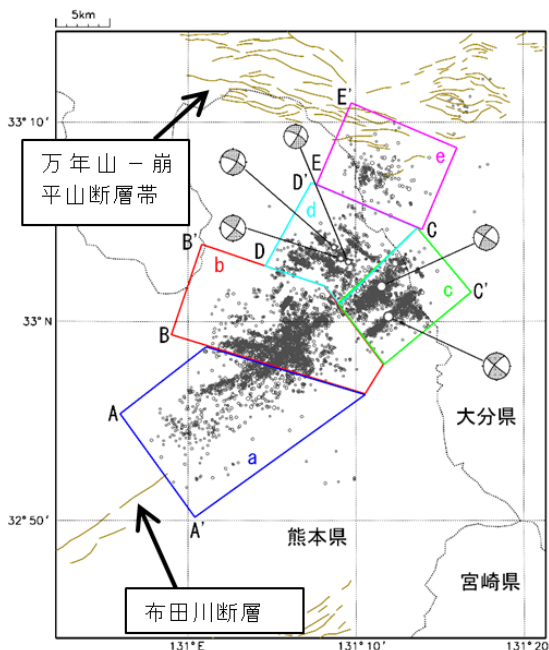 5km
E'
33°10'
万年山－崩
平山断層帯
e
E
D'
d
C
B'
D
b
c
C'
33°N
B
A
大分県
a
32°50'
A'
熊本県
宮崎県
布田川断層
131°E
131°10'
131°20'